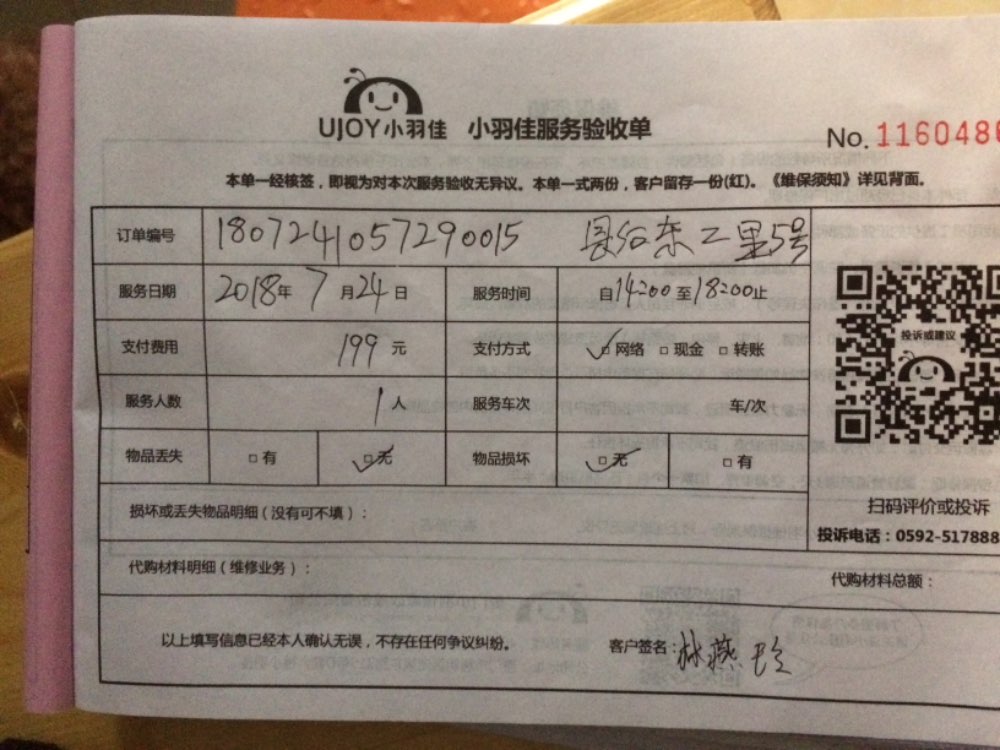 UJOY小羽佳 小羽佳服务验收单
No. 116048
本单一经核签，即视为对本次服务验收无异议。本单一式两份，客户留存一份(红)。《维保须知》详见背面。
订单编号 1807241057290015 县后东二里5号
服务日期 2018年 7月24日 服务时间 自14:00至18:00止
支付费用 199元 支付方式 网络 现金 转账
投诉或建议
服务人数 1人 服务车次 车/次
物品丢失 有 无 物品损坏 无 有
损坏或丢失物品明细（没有可不填）：
扫码评价或投诉
投诉电话：0592-517888
代购材料明细（维修业务）：
代购材料总额：
以上填写信息已经本人确认无误，不存在任何争议纠纷。 客户签名：林燕玲